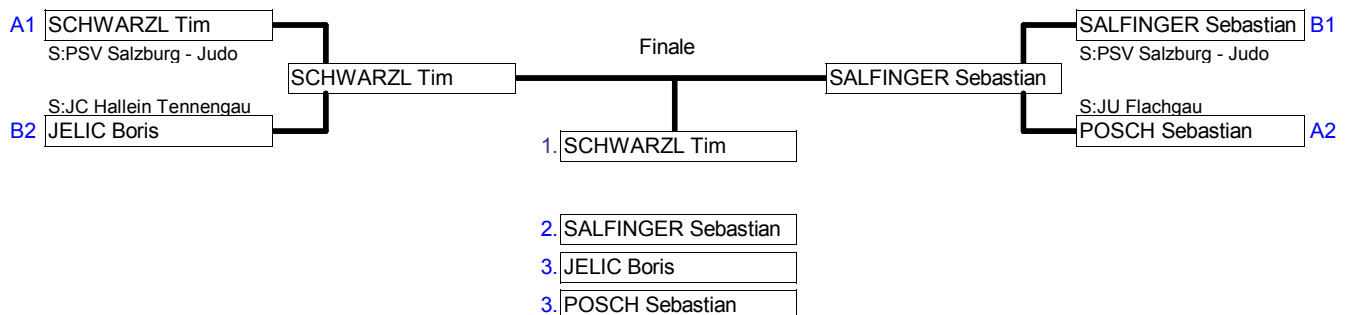 A1 SCHWARZL Tim
S:PSV Salzburg - Judo
S:JC Hallein Tennengau
B2 JELIC Boris
SCHWARZL Tim
Finale
SALFINGER Sebastian
SALFINGER Sebastian B1
S:PSV Salzburg - Judo
S:JU Flachgau
POSCH Sebastian A2
1. SCHWARZL Tim
2. SALFINGER Sebastian
3. JELIC Boris
3. POSCH Sebastian